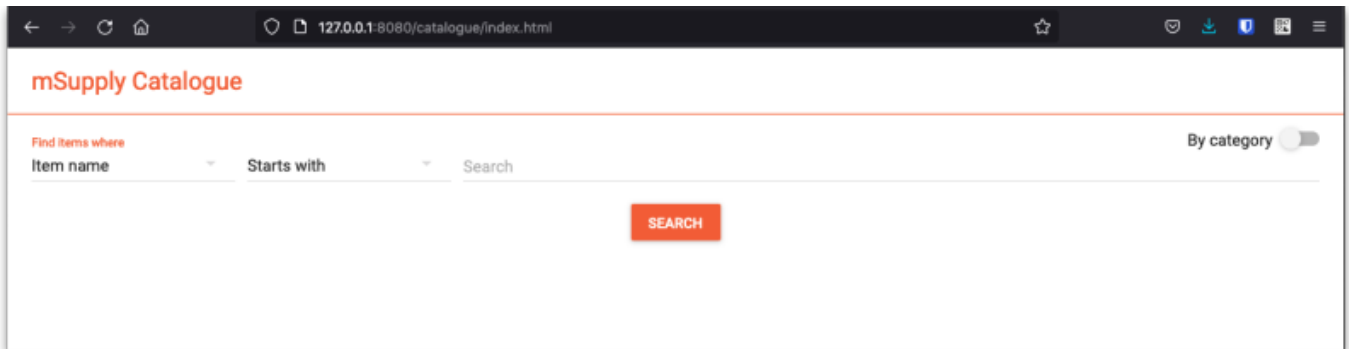 127.0.0.1:8080/catalogue/index.html
mSupply Catalogue
Find items where
By category
Item name
Starts with
Search
SEARCH